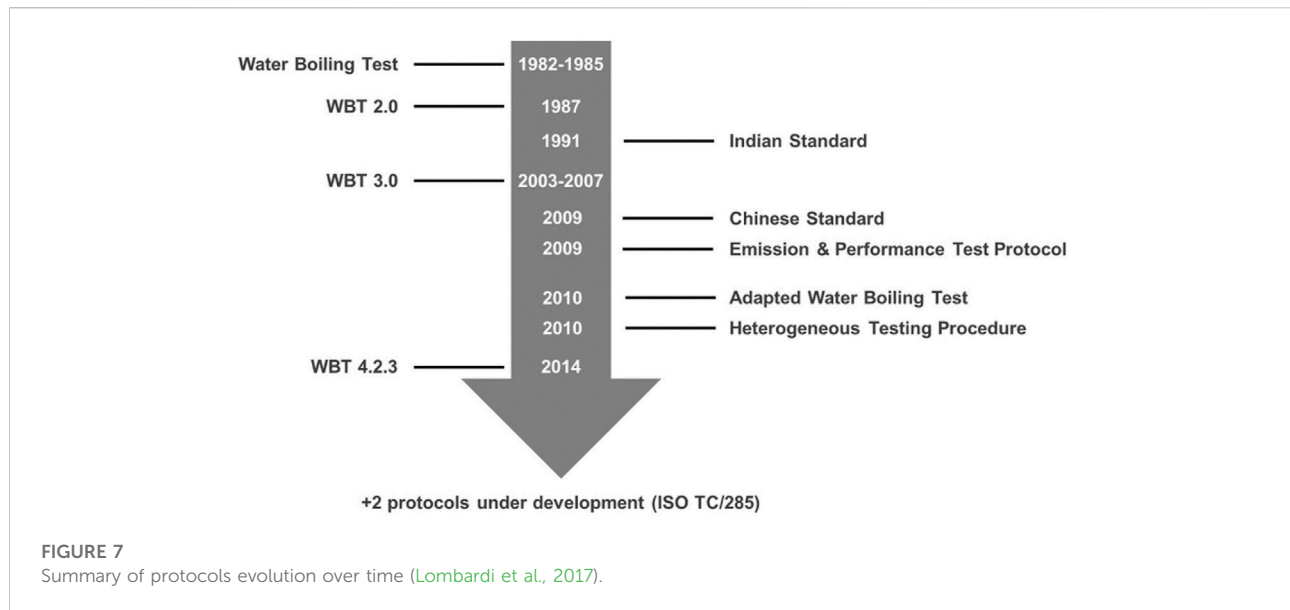 Water Boiling Test 1982-1985
WBT 2.0 1987
1991 Indian Standard
WBT 3.0 2003-2007
2009 Chinese Standard
2009 Emission & Performance Test Protocol
2010 Adapted Water Boiling Test
2010 Heterogeneous Testing Procedure
WBT 4.2.3 2014
+2 protocols under development (ISO TC/285)
FIGURE 7
Summary of protocols evolution over time (Lombardi et al., 2017).